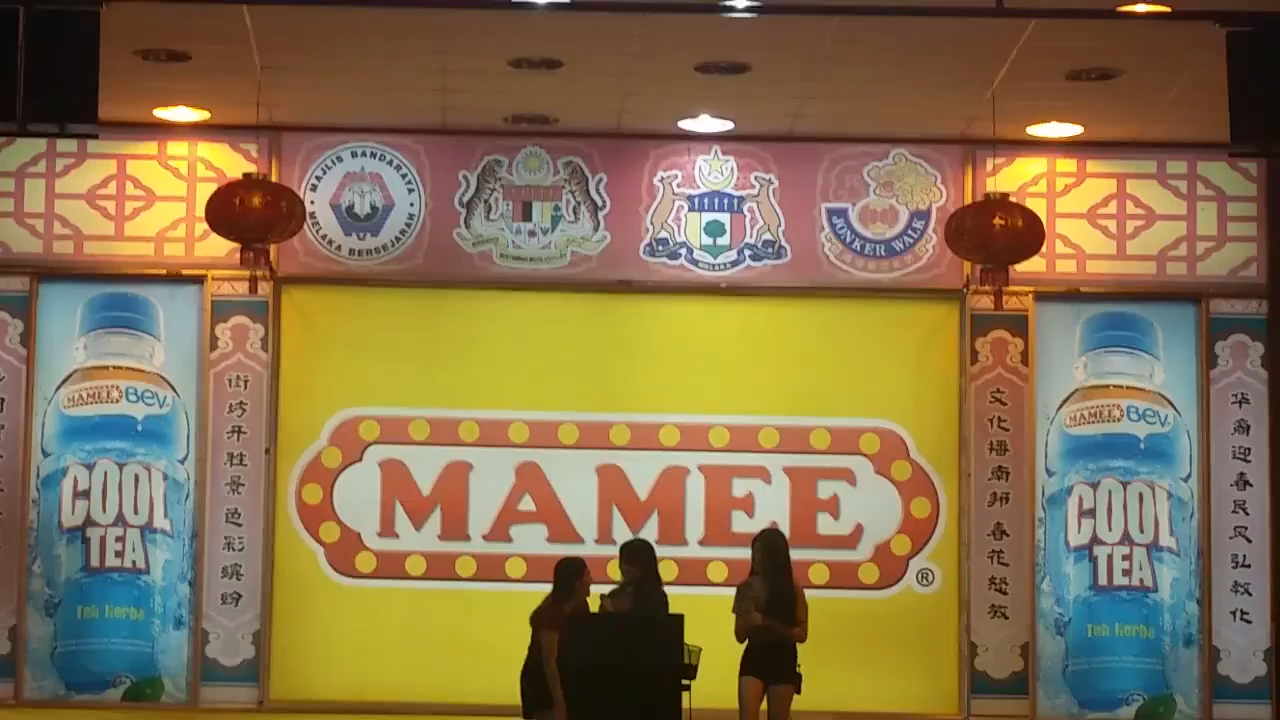 MAJLIS BANDARAYA
MELAKA BERSEJARAH
MELAKA
JONKER WALK
MAMEE Bev.
COOL
TEA
Teh Herba
街坊开胜景色彩缤纷
MAMEE
®
文化播南邦春花怒放
MAMEE Bev.
COOL
TEA
Teh Herba
华裔迎春民风弘教化